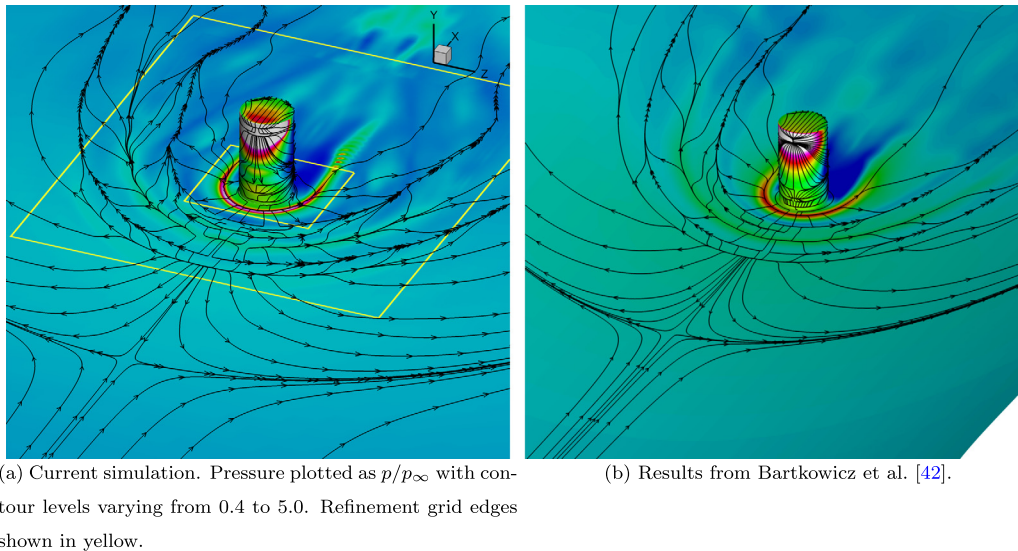 Y
X
Z
(a) Current simulation. Pressure plotted as p/p∞ with con-
tour levels varying from 0.4 to 5.0. Refinement grid edges
shown in yellow.
(b) Results from Bartkowicz et al. [42].